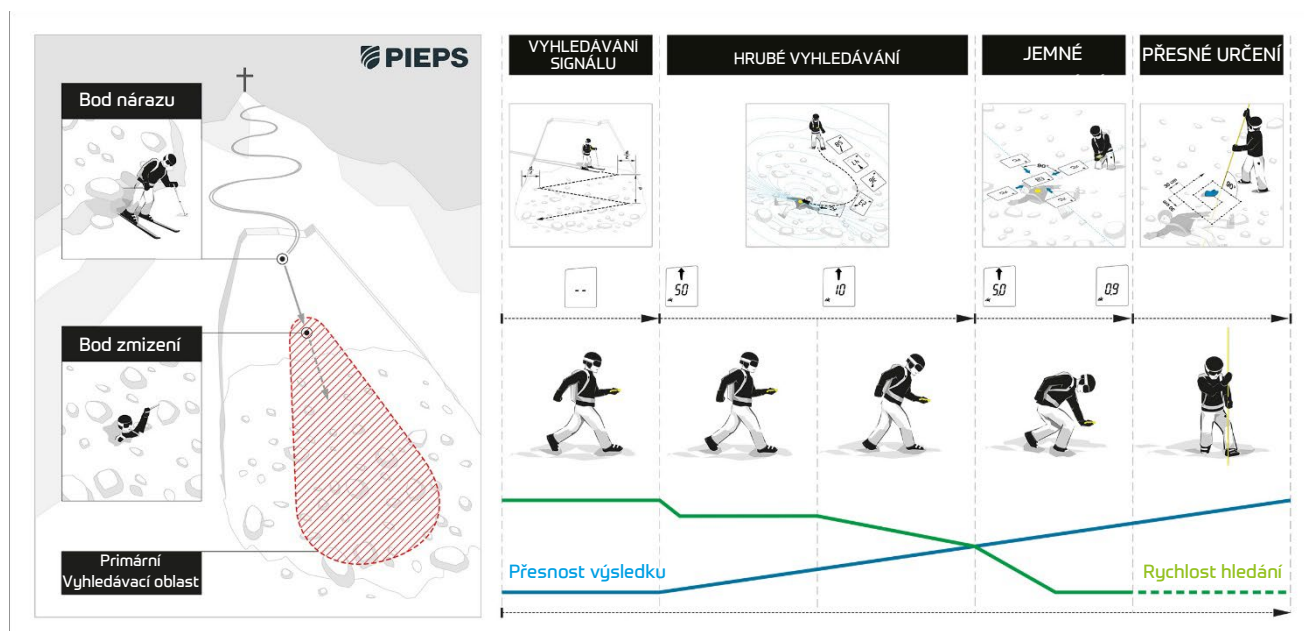 PIEPS
Bod nárazu
Bod zmizení
Primární
Vyhledávací oblast
VYHLEDÁVÁNÍ
SIGNÁLU
HRUBÉ VYHLEDÁVÁNÍ
JEMNÉ
PŘESNÉ URČENÍ
--
50
10
5.0
0.9
Přesnost výsledku
Rychlost hledání